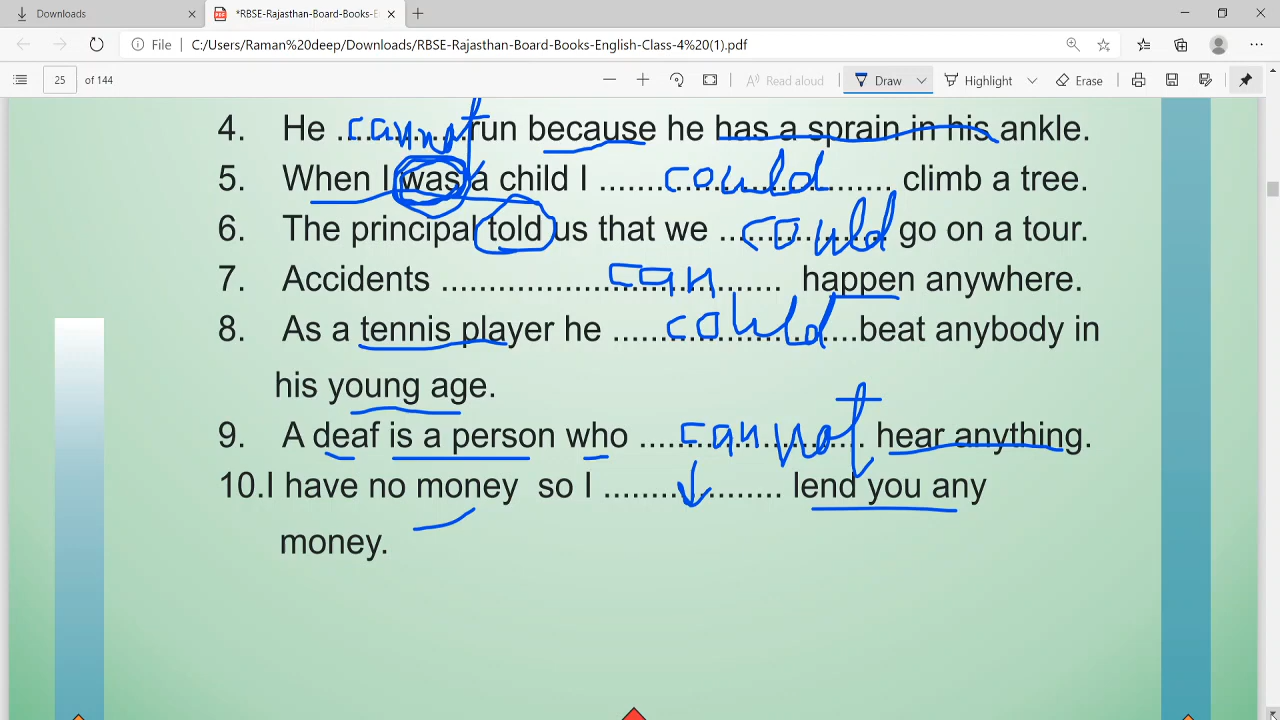 Downloads
*RBSE-Rajasthan-Board-Books-E
File C:/Users/Raman%20deep/Downloads/RBSE-Rajasthan-Board-Books-English-Class-4%20(1).pdf
25 of 144 Read aloud Draw Highlight Erase
4. He cannot run because he has a sprain in his ankle.
5. When I was a child I .......could....... climb a tree.
6. The principal told us that we ....could.... go on a tour.
7. Accidents .......can....... happen anywhere.
8. As a tennis player he ....could....beat anybody in
his young age.
9. A deaf is a person who ....cannot.... hear anything.
10.I have no money so I .................. lend you any
money.